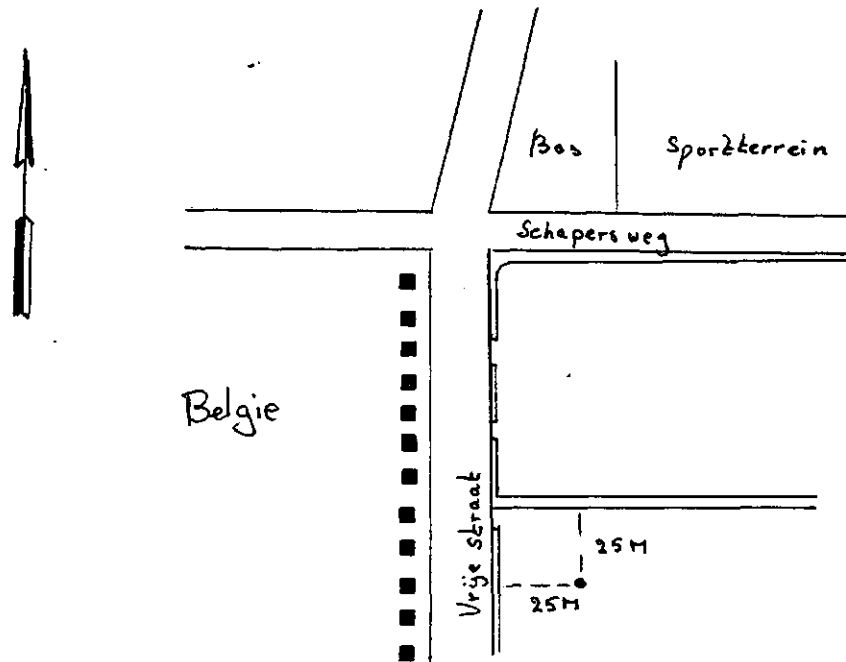 Bos
Sportterrein
Schapers weg
Belgie
Vrije straat
25M
25M